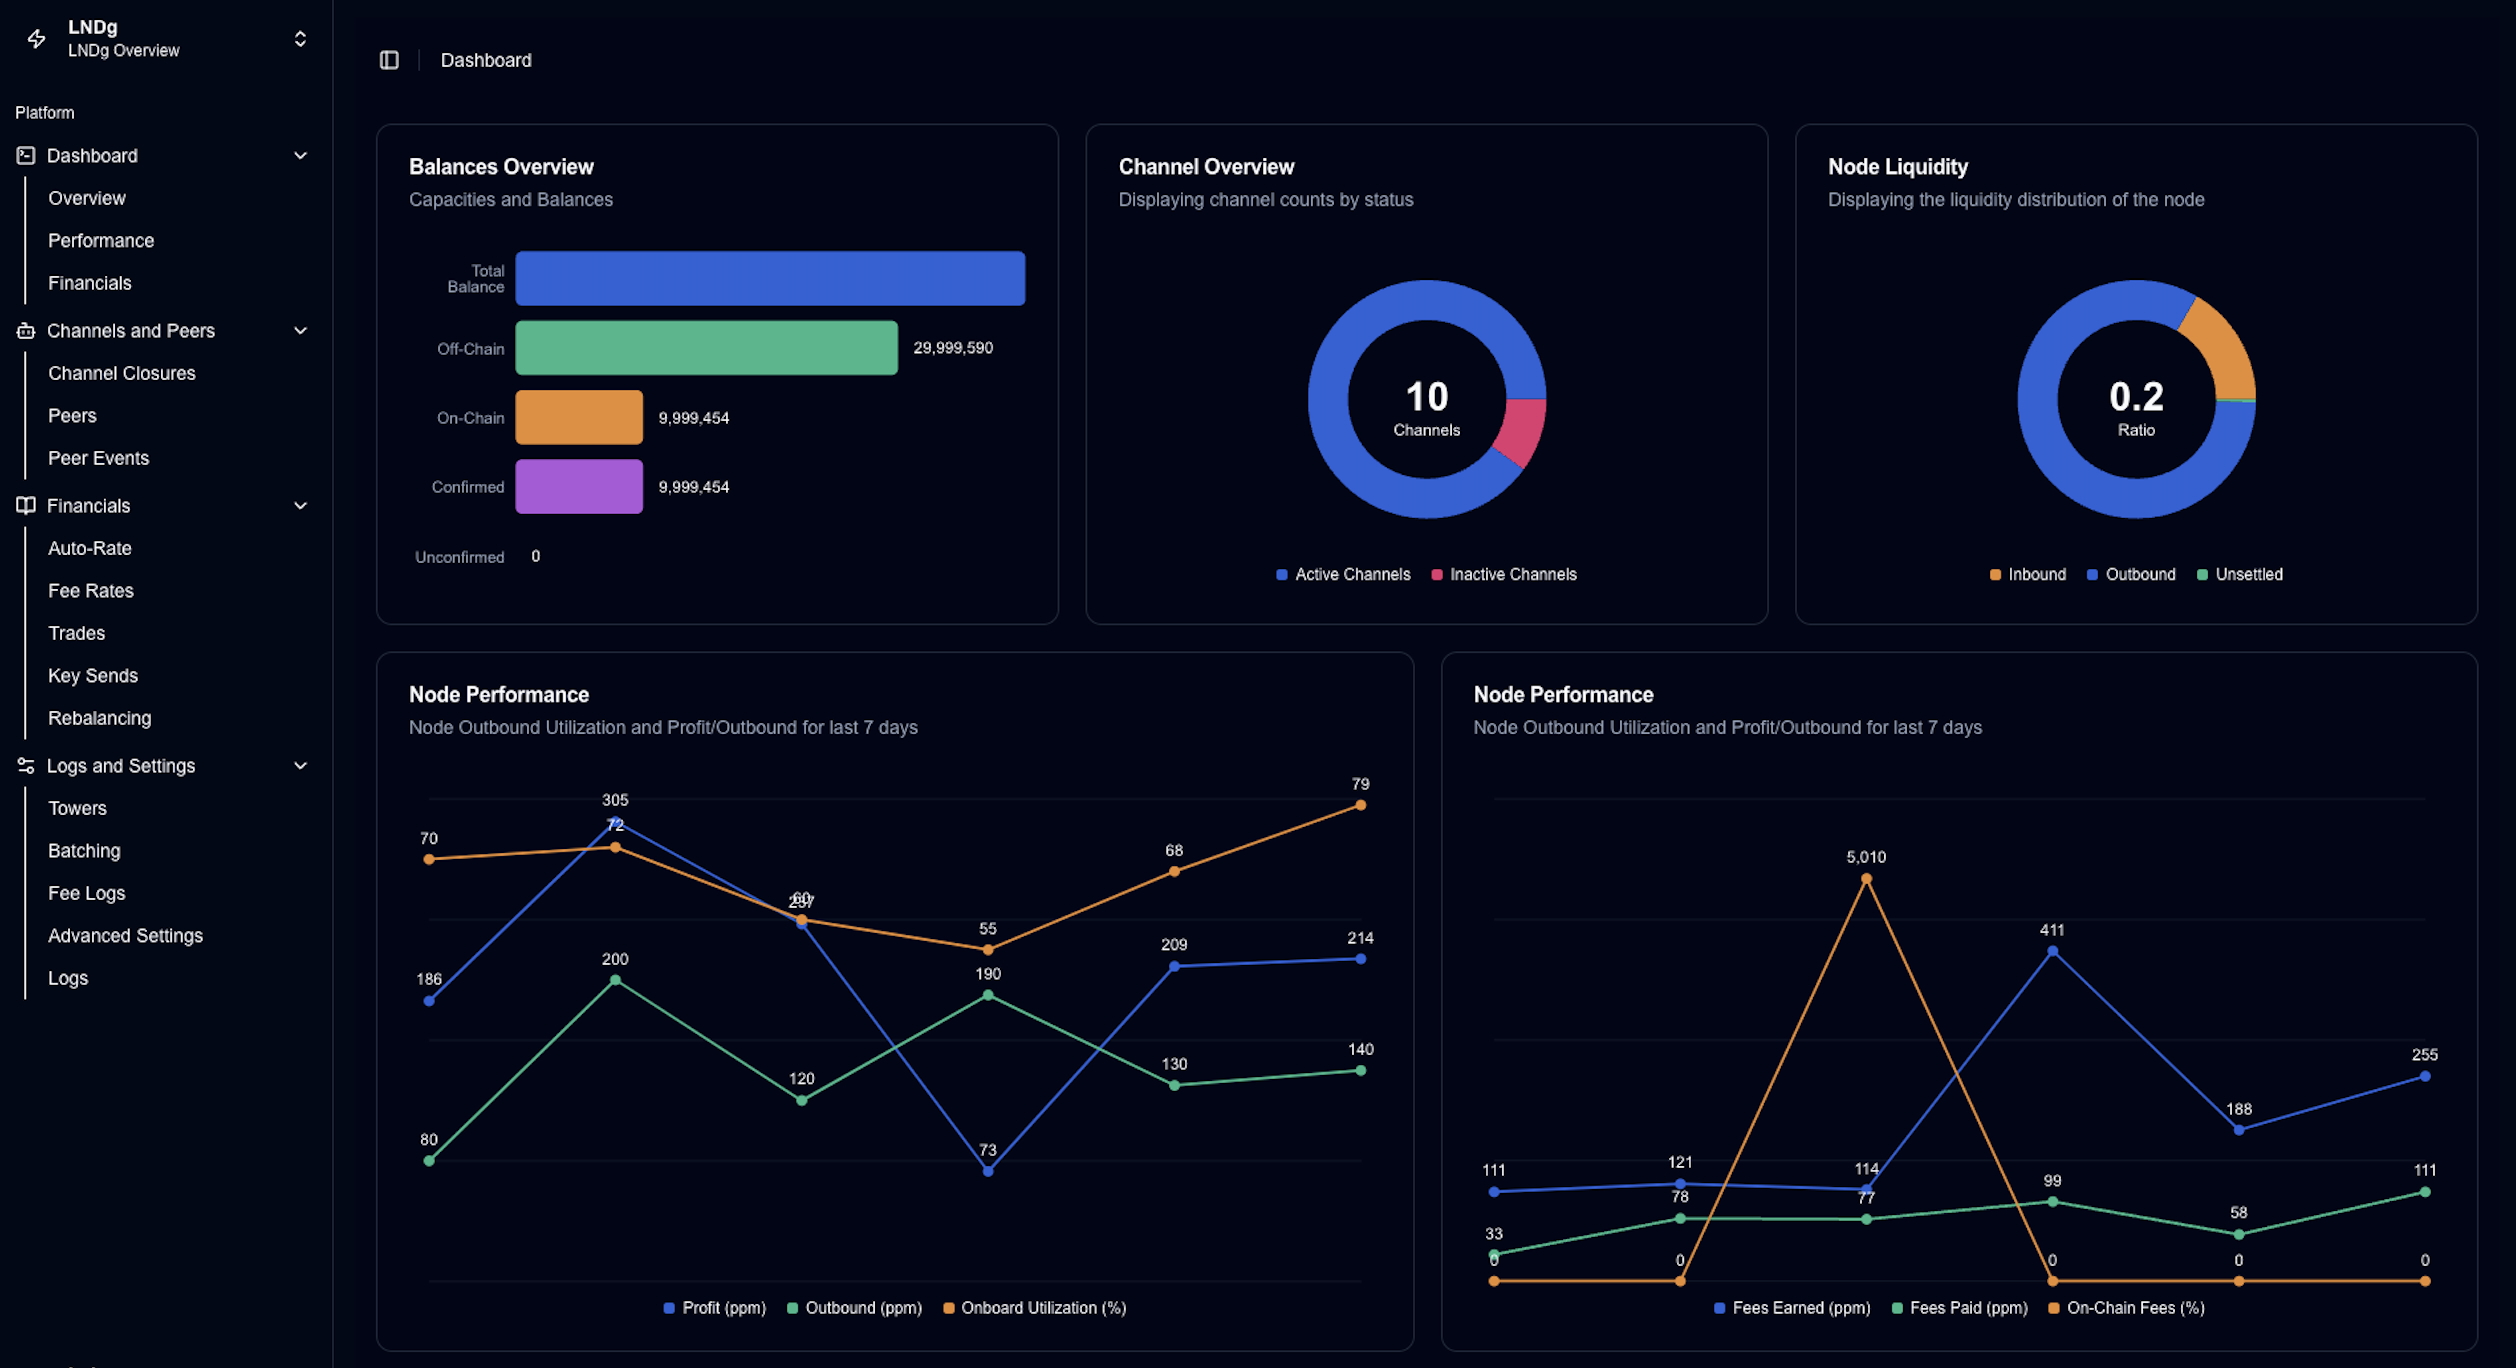 LNDg
LNDg Overview
Platform
Dashboard
Overview
Performance
Financials
Channels and Peers
Channel Closures
Peers
Peer Events
Financials
Auto-Rate
Fee Rates
Trades
Key Sends
Rebalancing
Logs and Settings
Towers
Batching
Fee Logs
Advanced Settings
Logs
Dashboard
Balances Overview
Capacities and Balances
Total
Balance
Off-Chain 29,999,590
On-Chain 9,999,454
Confirmed 9,999,454
Unconfirmed 0
Channel Overview
Displaying channel counts by status
10
Channels
Active Channels Inactive Channels
Node Liquidity
Displaying the liquidity distribution of the node
0.2
Ratio
Inbound Outbound Unsettled
Node Performance
Node Outbound Utilization and Profit/Outbound for last 7 days
79
305
72
70
68
60
55
209
214
200
190
186
140
130
120
80
73
Profit (ppm) Outbound (ppm) Onboard Utilization (%)
Node Performance
Node Outbound Utilization and Profit/Outbound for last 7 days
5,010
411
255
188
111 121 114 111
78 77 99
58
33
0 0 0 0 0
Fees Earned (ppm) Fees Paid (ppm) On-Chain Fees (%)